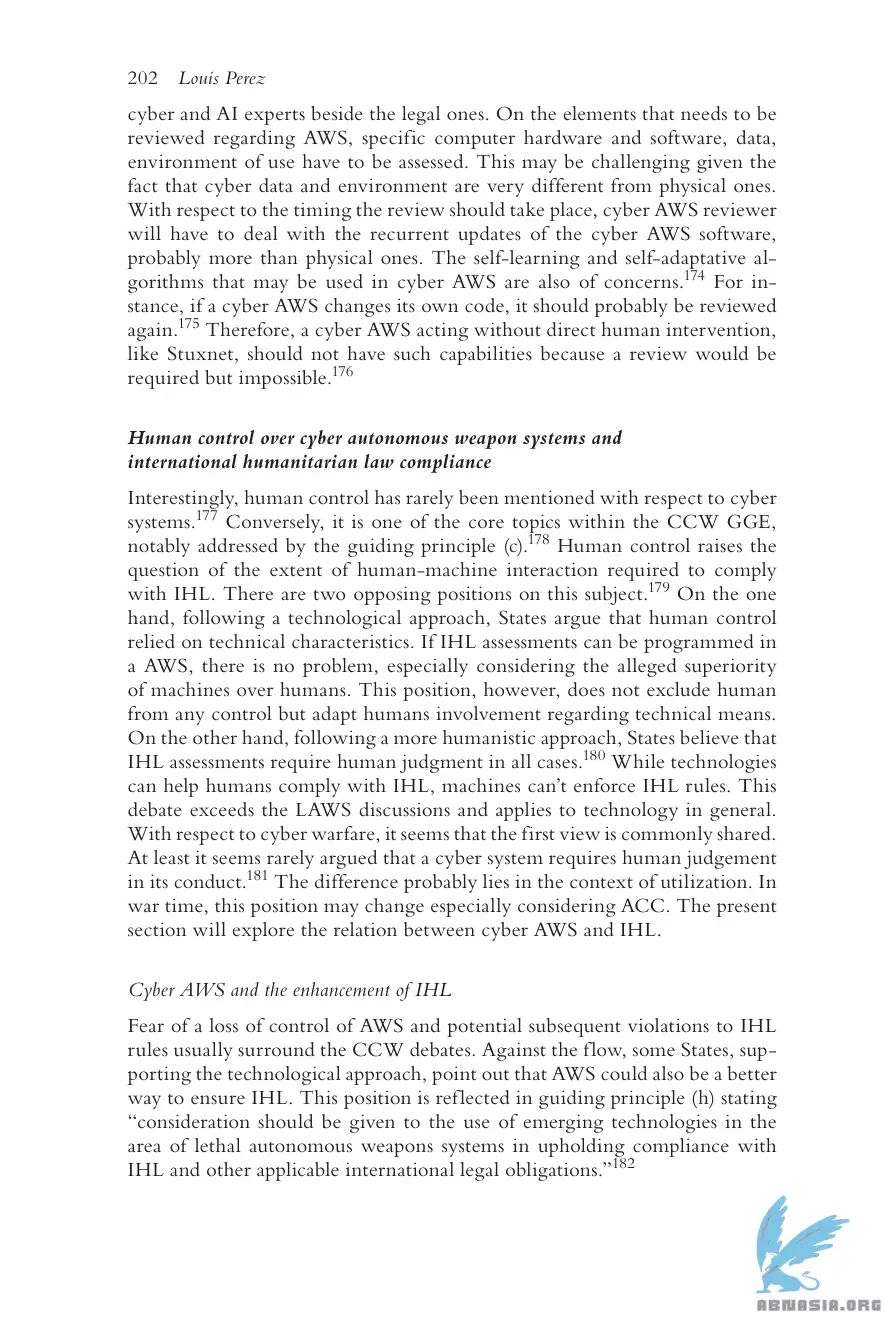 202 Louis Perez
cyber and AI experts beside the legal ones. On the elements that needs to be
reviewed regarding AWS, specific computer hardware and software, data,
environment of use have to be assessed. This may be challenging given the
fact that cyber data and environment are very different from physical ones.
With respect to the timing the review should take place, cyber AWS reviewer
will have to deal with the recurrent updates of the cyber AWS software,
probably more than physical ones. The self-learning and self-adaptative al-
gorithms that may be used in cyber AWS are also of concerns.174 For in-
stance, if a cyber AWS changes its own code, it should probably be reviewed
again.175 Therefore, a cyber AWS acting without direct human intervention,
like Stuxnet, should not have such capabilities because a review would be
required but impossible.176
Human control over cyber autonomous weapon systems and
international humanitarian law compliance
Interestingly, human control has rarely been mentioned with respect to cyber
systems.177 Conversely, it is one of the core topics within the CCW GGE,
notably addressed by the guiding principle (c).178 Human control raises the
question of the extent of human-machine interaction required to comply
with IHL. There are two opposing positions on this subject.179 On the one
hand, following a technological approach, States argue that human control
relied on technical characteristics. If IHL assessments can be programmed in
a AWS, there is no problem, especially considering the alleged superiority
of machines over humans. This position, however, does not exclude human
from any control but adapt humans involvement regarding technical means.
On the other hand, following a more humanistic approach, States believe that
IHL assessments require human judgment in all cases.180 While technologies
can help humans comply with IHL, machines can't enforce IHL rules. This
debate exceeds the LAWS discussions and applies to technology in general.
With respect to cyber warfare, it seems that the first view is commonly shared.
At least it seems rarely argued that a cyber system requires human judgement
in its conduct.181 The difference probably lies in the context of utilization. In
war time, this position may change especially considering ACC. The present
section will explore the relation between cyber AWS and IHL.
Cyber AWS and the enhancement of IHL
Fear of a loss of control of AWS and potential subsequent violations to IHL
rules usually surround the CCW debates. Against the flow, some States, sup-
porting the technological approach, point out that AWS could also be a better
way to ensure IHL. This position is reflected in guiding principle (h) stating
“consideration should be given to the use of emerging technologies in the
area of lethal autonomous weapons systems in upholding compliance with
IHL and other applicable international legal obligations.”182
ABNASIA.ORG